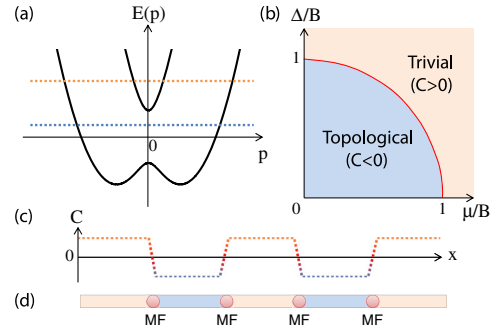 (a)
E(p)
0
p
(b)
Δ/B
1
Trivial
(C>0)
Topological
(C<0)
0
1
μ/B
(c)
C
0
x
(d)
MF MF MF MF